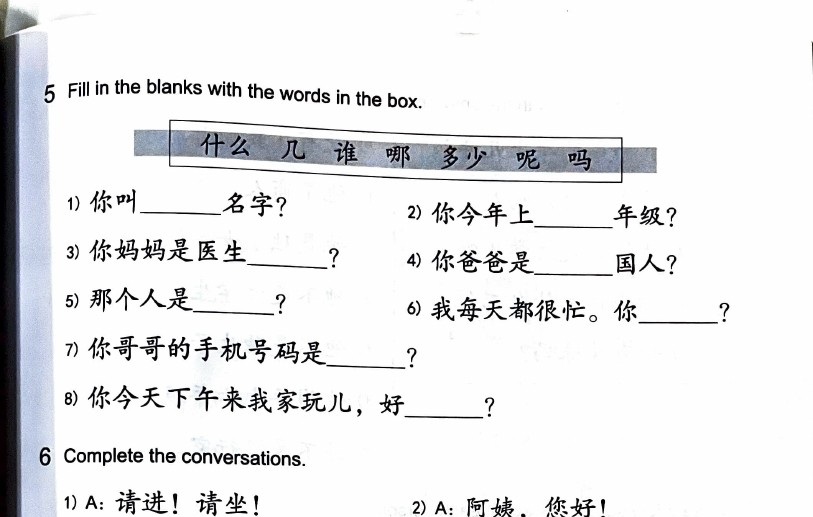 5 Fill in the blanks with the words in the box.
什么 几 谁 哪 多少 呢 吗
1) 你叫______名字?
2) 你今年上______年级?
3) 你妈妈是医生______?
4) 你爸爸是______国人?
5) 那个人是______?
6) 我每天都很忙。你______?
7) 你哥哥的手机号码是______?
8) 你今天下午来我家玩儿，好______?
6 Complete the conversations.
1) A: 请进！请坐！
2) A: 阿姨，您好！